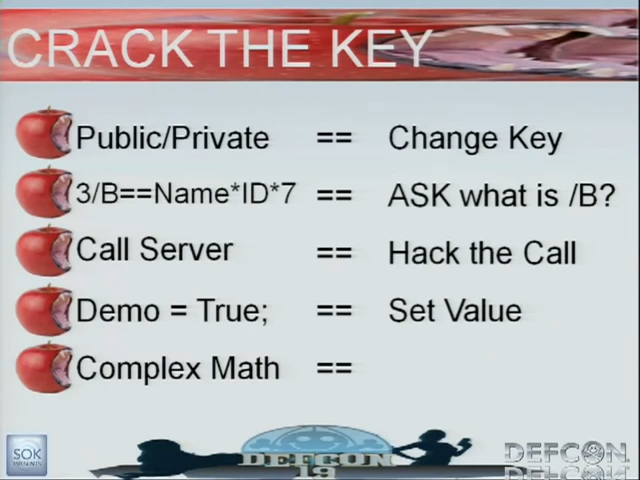 CRACK THE KEY
Public/Private == Change Key
3/B==Name*ID*7 == ASK what is /B?
Call Server == Hack the Call
Demo = True; == Set Value
Complex Math ==
DEFCON
19
SOK
DEFCON